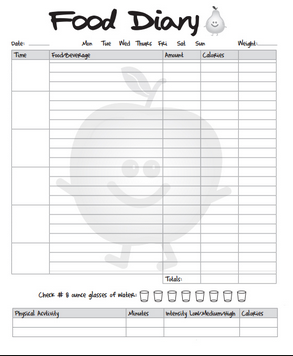 Food Diary
Date: Mon Tue Wed Thurs Fri Sat Sun Weight:
Time Food/Beverage Amount Calories
Totals:
Check # 8 ounce glasses of water:
Physical Activity Minutes Intensity Low/Medium/High Calories